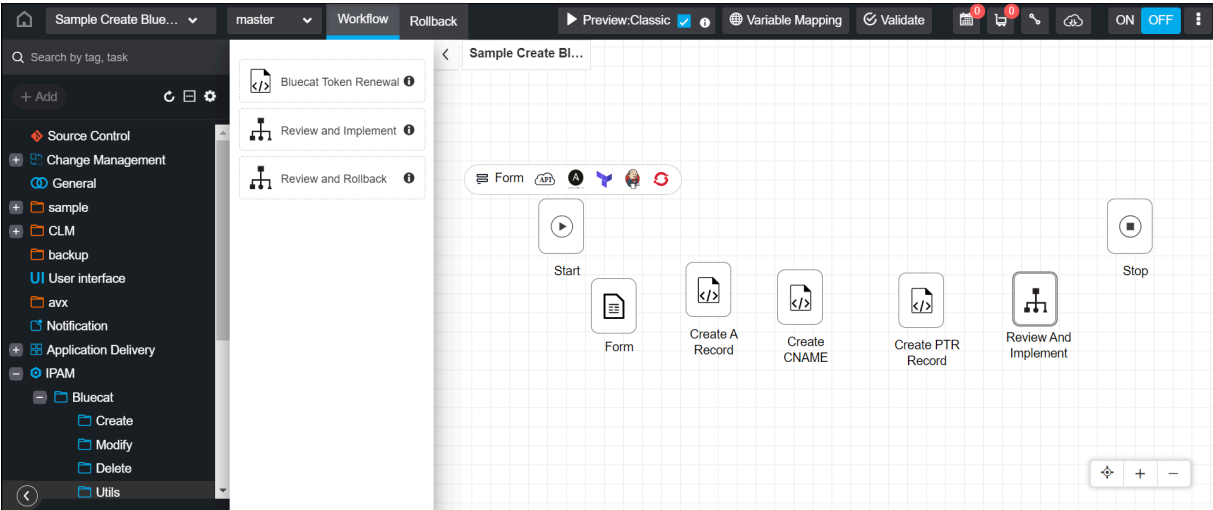 Sample Create Blue...
master
Workflow
Rollback
Preview:Classic
Variable Mapping
Validate
0
0
ON
OFF
Search by tag, task
+ Add
Source Control
Change Management
General
sample
CLM
backup
UI User interface
avx
Notification
Application Delivery
IPAM
Bluecat
Create
Modify
Delete
Utils
Bluecat Token Renewal
Review and Implement
Review and Rollback
Sample Create Bl...
Form
API
A
Start
Form
Create A
Record
Create
CNAME
Create PTR
Record
Review And
Implement
Stop